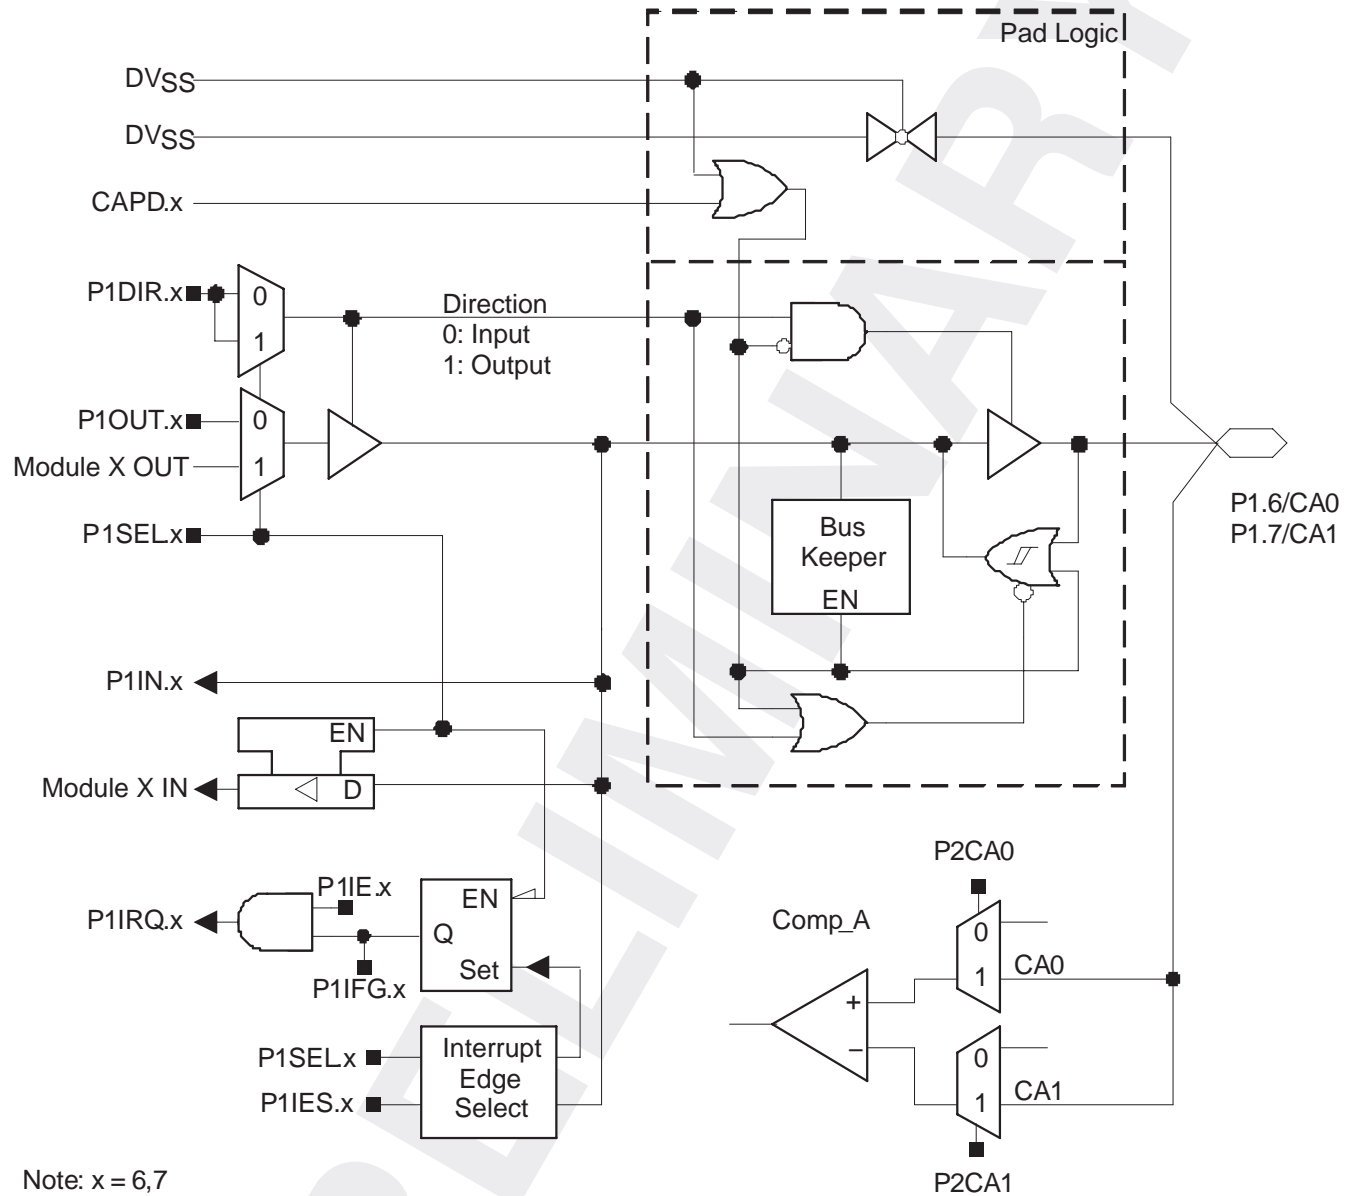 Pad Logic
DVSS
DVSS
CAPD.x
P1DIR.x
0
1
Direction
0: Input
1: Output
P1OUT.x
0
Module X OUT
1
P1SEL.x
P1.6/CA0
P1.7/CA1
Bus
Keeper
EN
P1IN.x
EN
Module X IN
D
P1IE.x
P1IRQ.x
EN
Q
Set
P1IFG.x
P1SEL.x
P1IES.x
Interrupt
Edge
Select
P2CA0
Comp_A
0
1
CA0
+
−
0
1
CA1
P2CA1
Note: x = 6,7
PRELIMINARY